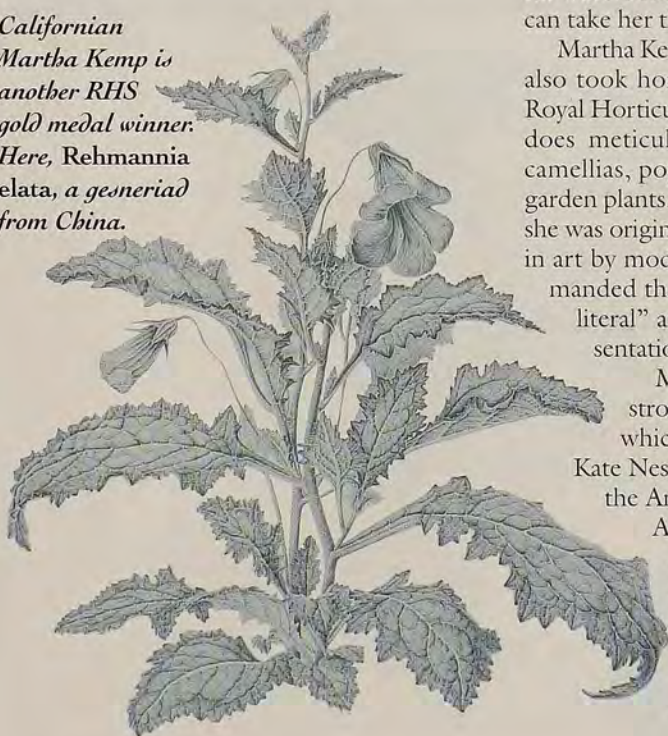 Californian
Martha Kemp is
another RHS
gold medal winner.
Here, Rehmannia
elata, a gesneriad
from China.
can take her t
Martha Ke
also took ho
Royal Horticu
does meticul
camellias, po
garden plants
she was origin
in art by mod
manded th
literal” a
sentatio
M
stro
whic
Kate Nes
the An
A